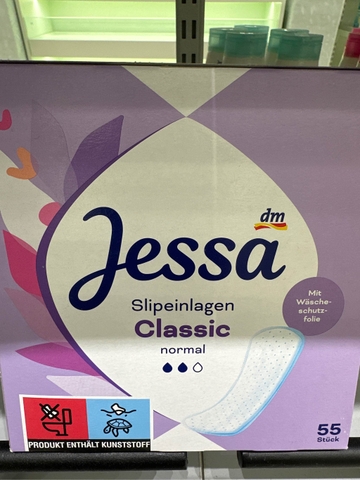 dm
Jessa
Slipeinlagen
Classic
normal
Mit
Wäsche-
schutz-
folie
55
Stück
PRODUKT ENTHÄLT KUNSTSTOFF